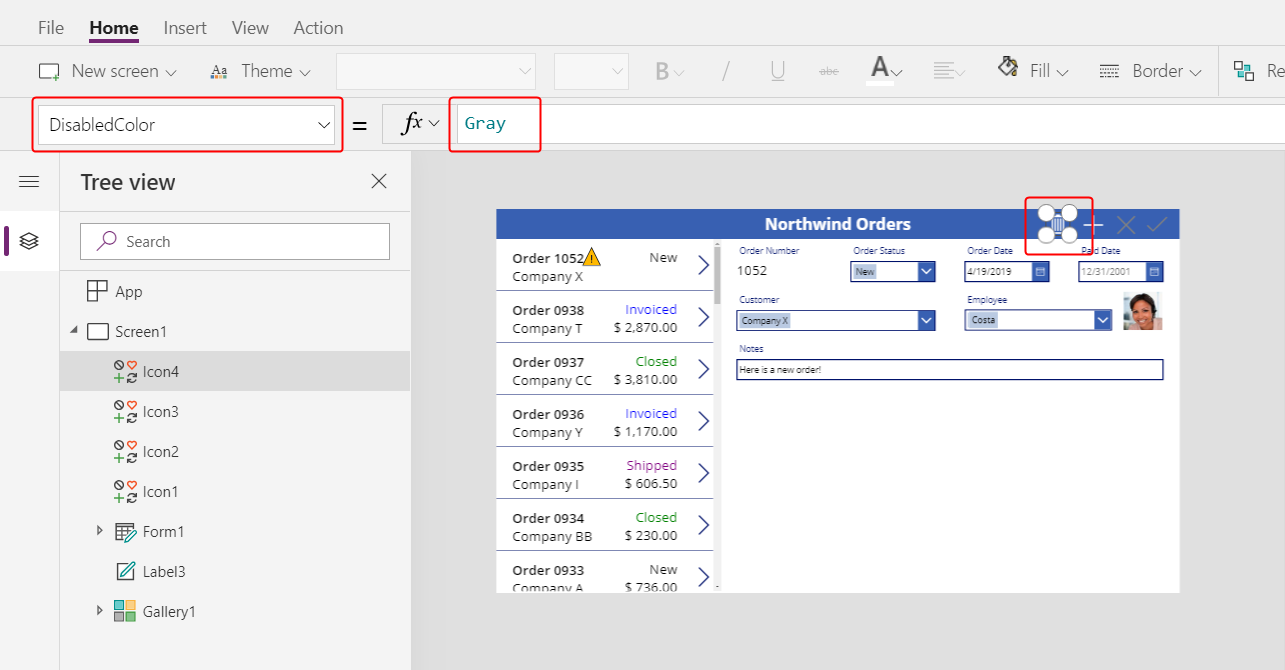 File Home Insert View Action
New screen Aa Theme B / U abc A Fill Border Re
DisabledColor = fx Gray
Tree view
Search
App
Screen1
Icon4
Icon3
Icon2
Icon1
Form1
Label3
Gallery1
Northwind Orders
Order 1052 New
Company X
Order 0938 Invoiced
Company T $ 2,870.00
Order 0937 Closed
Company CC $ 3,810.00
Order 0936 Invoiced
Company Y $ 1,170.00
Order 0935 Shipped
Company I $ 606.50
Order 0934 Closed
Company BB $ 230.00
Order 0933 New
Company A $ 736.00
Order Number Order Status Order Date Paid Date
1052 New 4/19/2019 12/31/2001
Customer Employee
Company X Costa
Notes
Here is a new order!